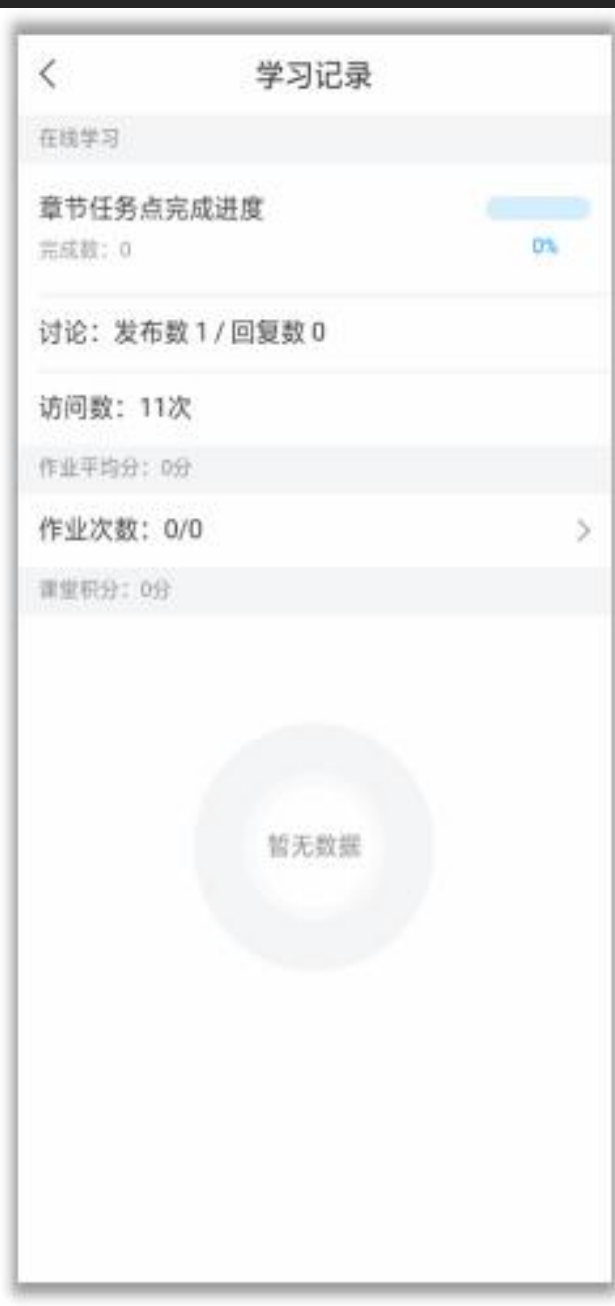 学习记录
在线学习
章节任务点完成进度
完成数：0
0%
讨论：发布数 1 / 回复数 0
访问数：11次
作业平均分：0分
作业次数：0/0
课堂积分：0分
暂无数据